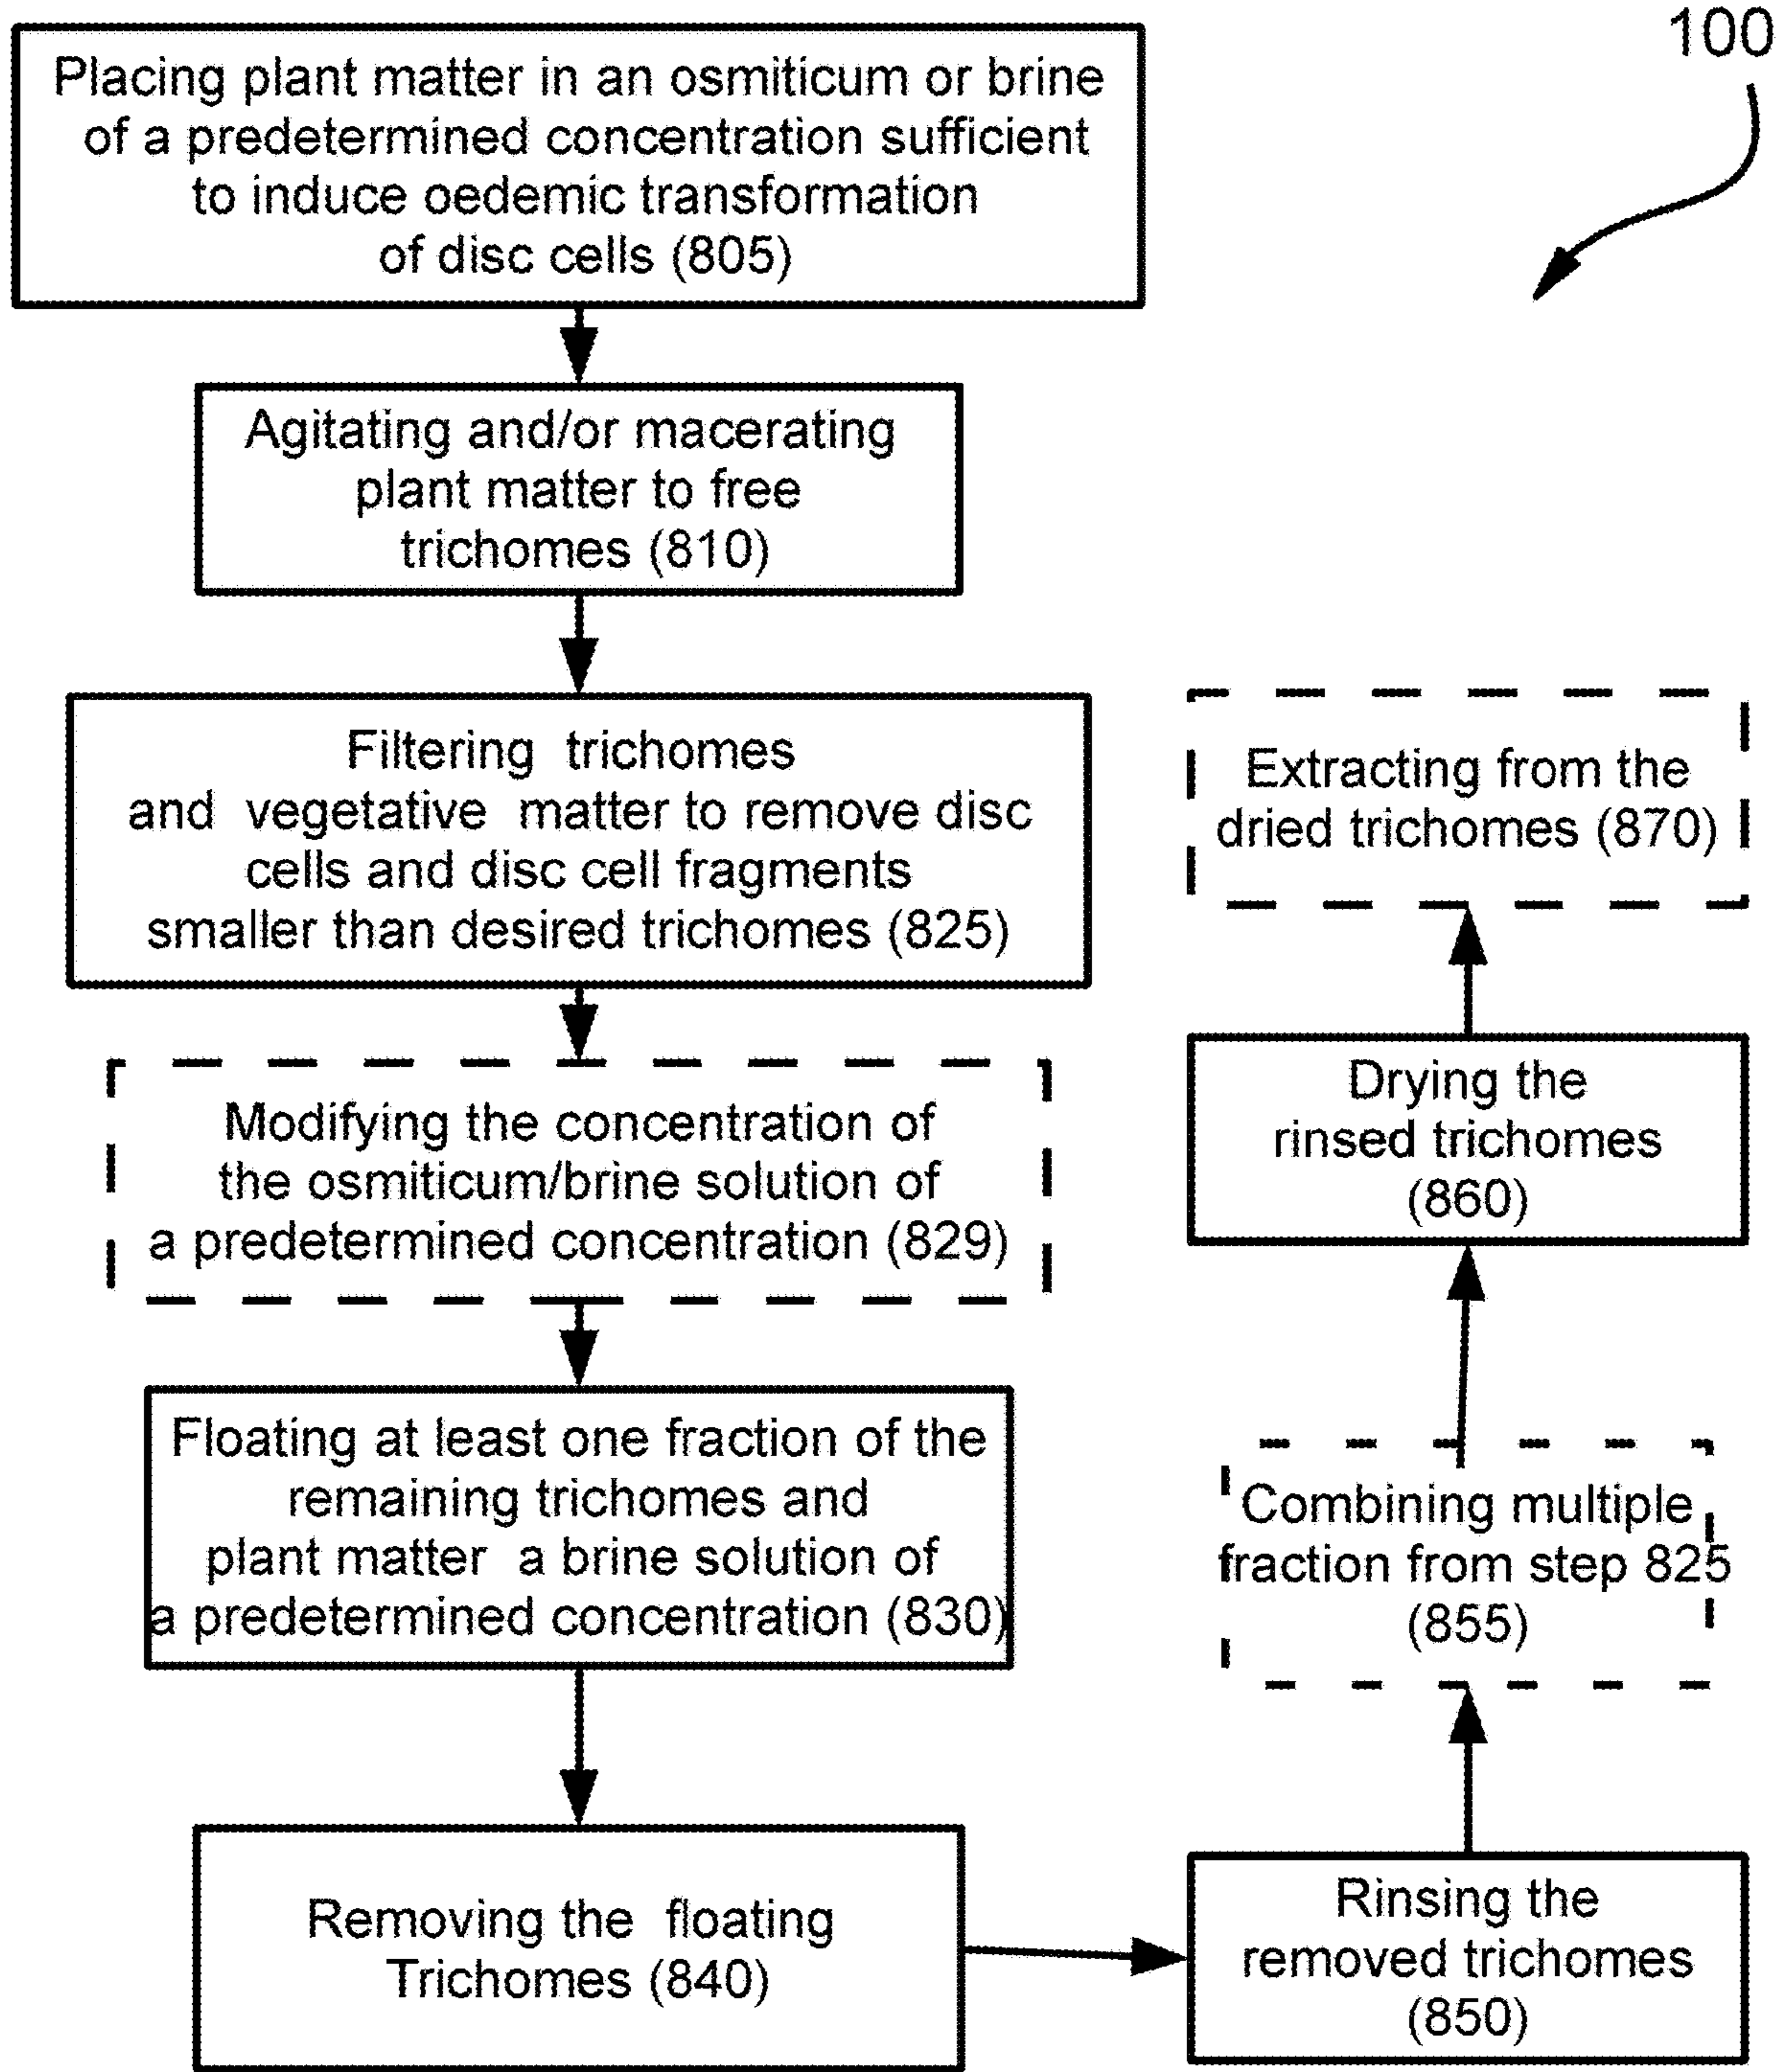 100
Placing plant matter in an osmiticum or brine
of a predetermined concentration sufficient
to induce oedemic transformation
of disc cells (805)
Agitating and/or macerating
plant matter to free
trichomes (810)
Filtering trichomes
and vegetative matter to remove disc
cells and disc cell fragments
smaller than desired trichomes (825)
Modifying the concentration of
the osmiticum/brine solution of
a predetermined concentration (829)
Floating at least one fraction of the
remaining trichomes and
plant matter a brine solution of
a predetermined concentration (830)
Removing the floating
Trichomes (840)
Rinsing the
removed trichomes
(850)
Combining multiple
fraction from step 825
(855)
Drying the
rinsed trichomes
(860)
Extracting from the
dried trichomes (870)